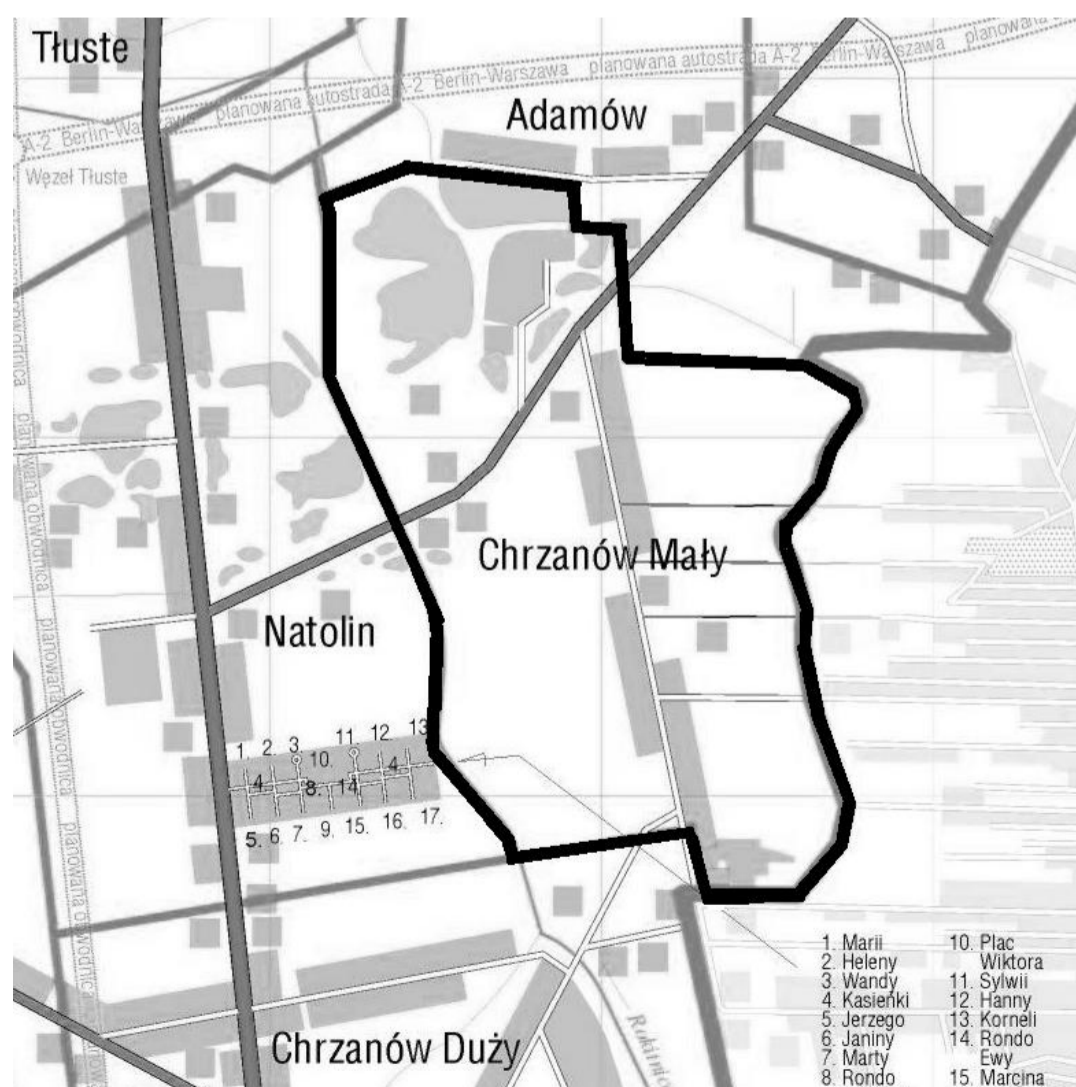 Tłuste
A-2 Berlin-Warszawa planowana autostrada A-2 Berlin-Warszawa planowana autostrada A-2 Berlin-Warszawa planowana
Adamów
Węzeł Tłuste
planowana obwodnica planowana obwodnica planowana obwodnica
Chrzanów Mały
Natolin
1. 2. 3. 10. 11. 12. 13.
4. 8. 14. 4.
5. 6. 7. 9. 15. 16. 17.
Chrzanów Duży
1. Marii
2. Heleny
3. Wandy
4. Kasieńki
5. Jerzego
6. Janiny
7. Marty
8. Rondo
10. Plac
Wiktora
11. Sylwii
12. Hanny
13. Korneli
14. Rondo
Ewy
15. Marcina